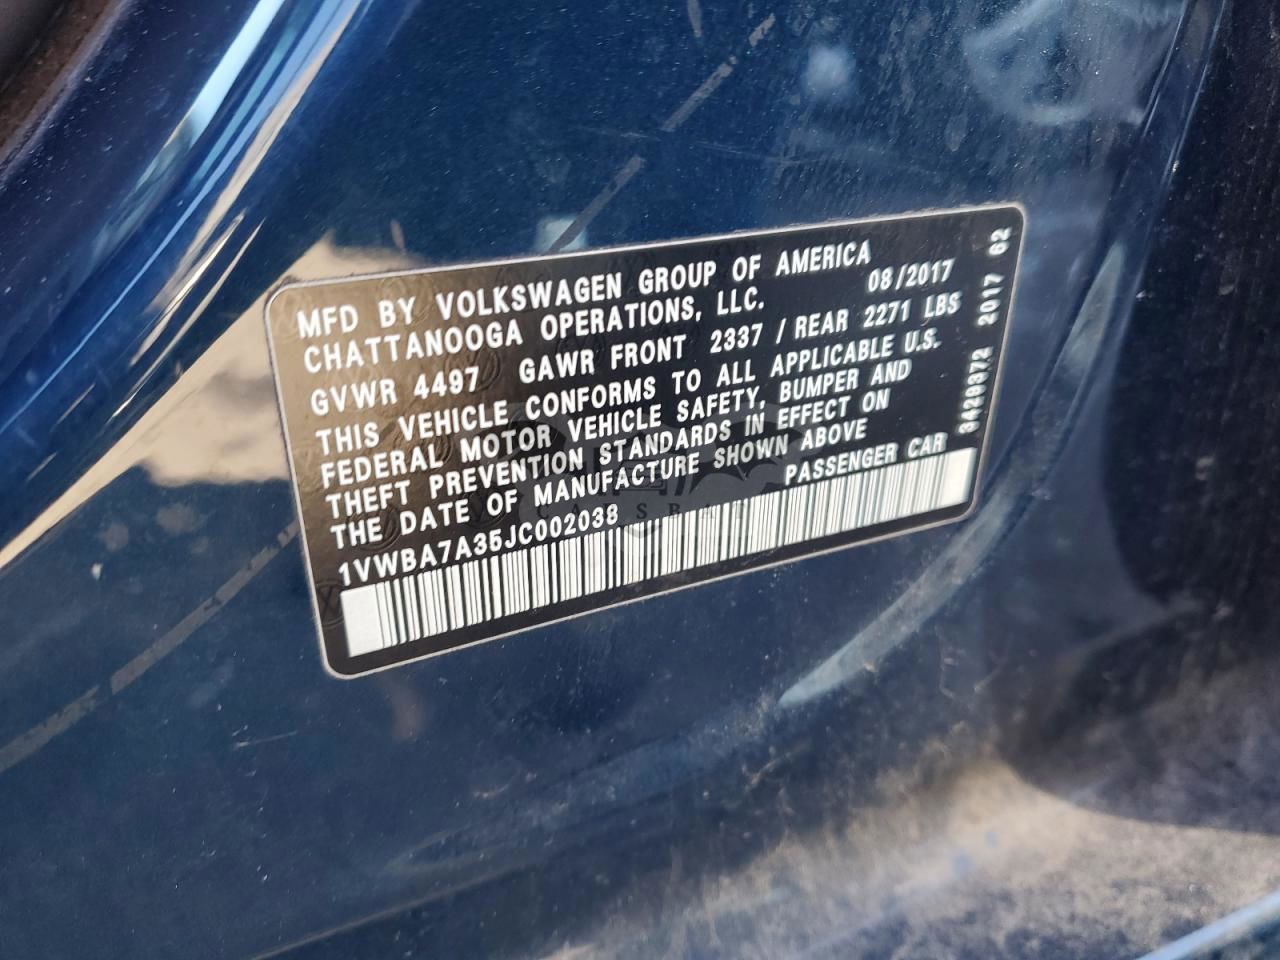 MFD BY VOLKSWAGEN GROUP OF AMERICA
CHATTANOOGA OPERATIONS, LLC. 08/2017
GVWR 4497 GAWR FRONT 2337 / REAR 2271 LBS
THIS VEHICLE CONFORMS TO ALL APPLICABLE U.S.
FEDERAL MOTOR VEHICLE SAFETY, BUMPER AND
THEFT PREVENTION STANDARDS IN EFFECT ON
THE DATE OF MANUFACTURE SHOWN ABOVE
1VWBA7A35JC002038 PASSENGER CAR
3429372 2017 62